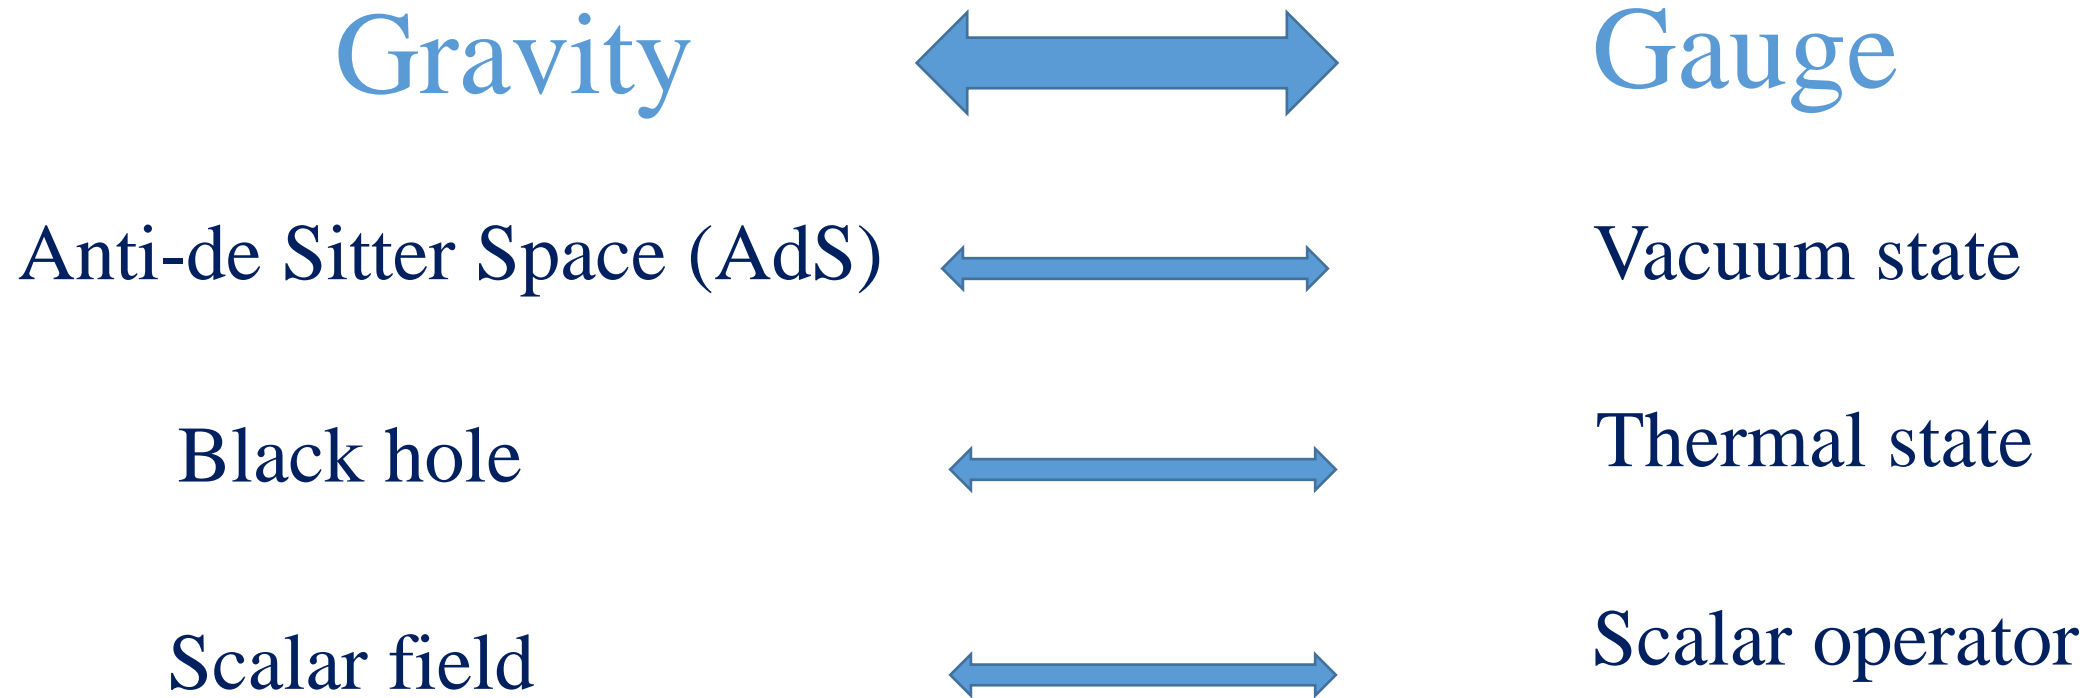 Gravity
Gauge
Anti-de Sitter Space (AdS)
Vacuum state
Black hole
Thermal state
Scalar field
Scalar operator